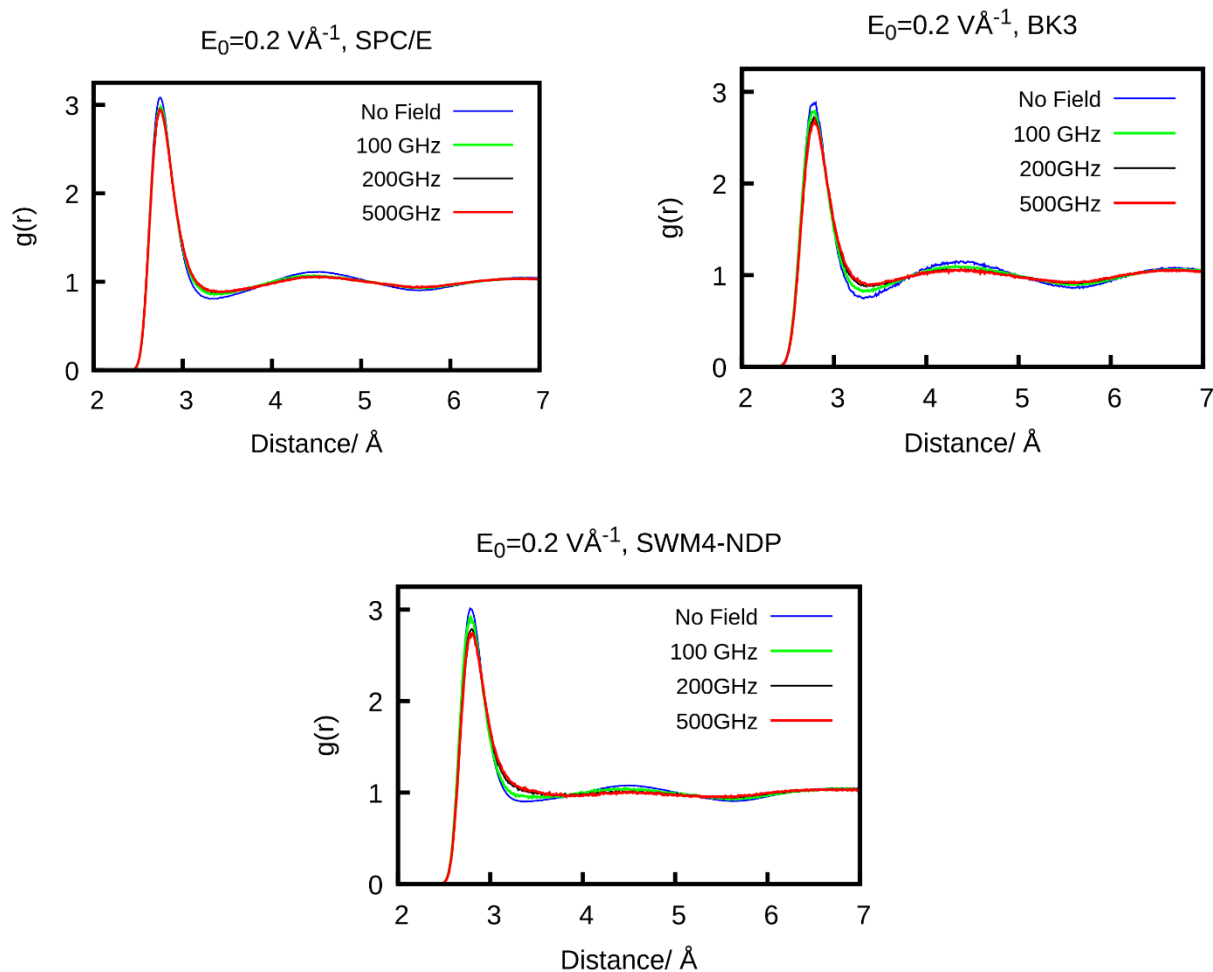 E₀=0.2 VÅ⁻¹, SPC/E
3
2
1
0
g(r)
No Field
100 GHz
200GHz
500GHz
2 3 4 5 6 7
Distance/ Å
E₀=0.2 VÅ⁻¹, BK3
3
2
1
0
g(r)
No Field
100 GHz
200GHz
500GHz
2 3 4 5 6 7
Distance/ Å
E₀=0.2 VÅ⁻¹, SWM4-NDP
3
2
1
0
g(r)
No Field
100 GHz
200GHz
500GHz
2 3 4 5 6 7
Distance/ Å